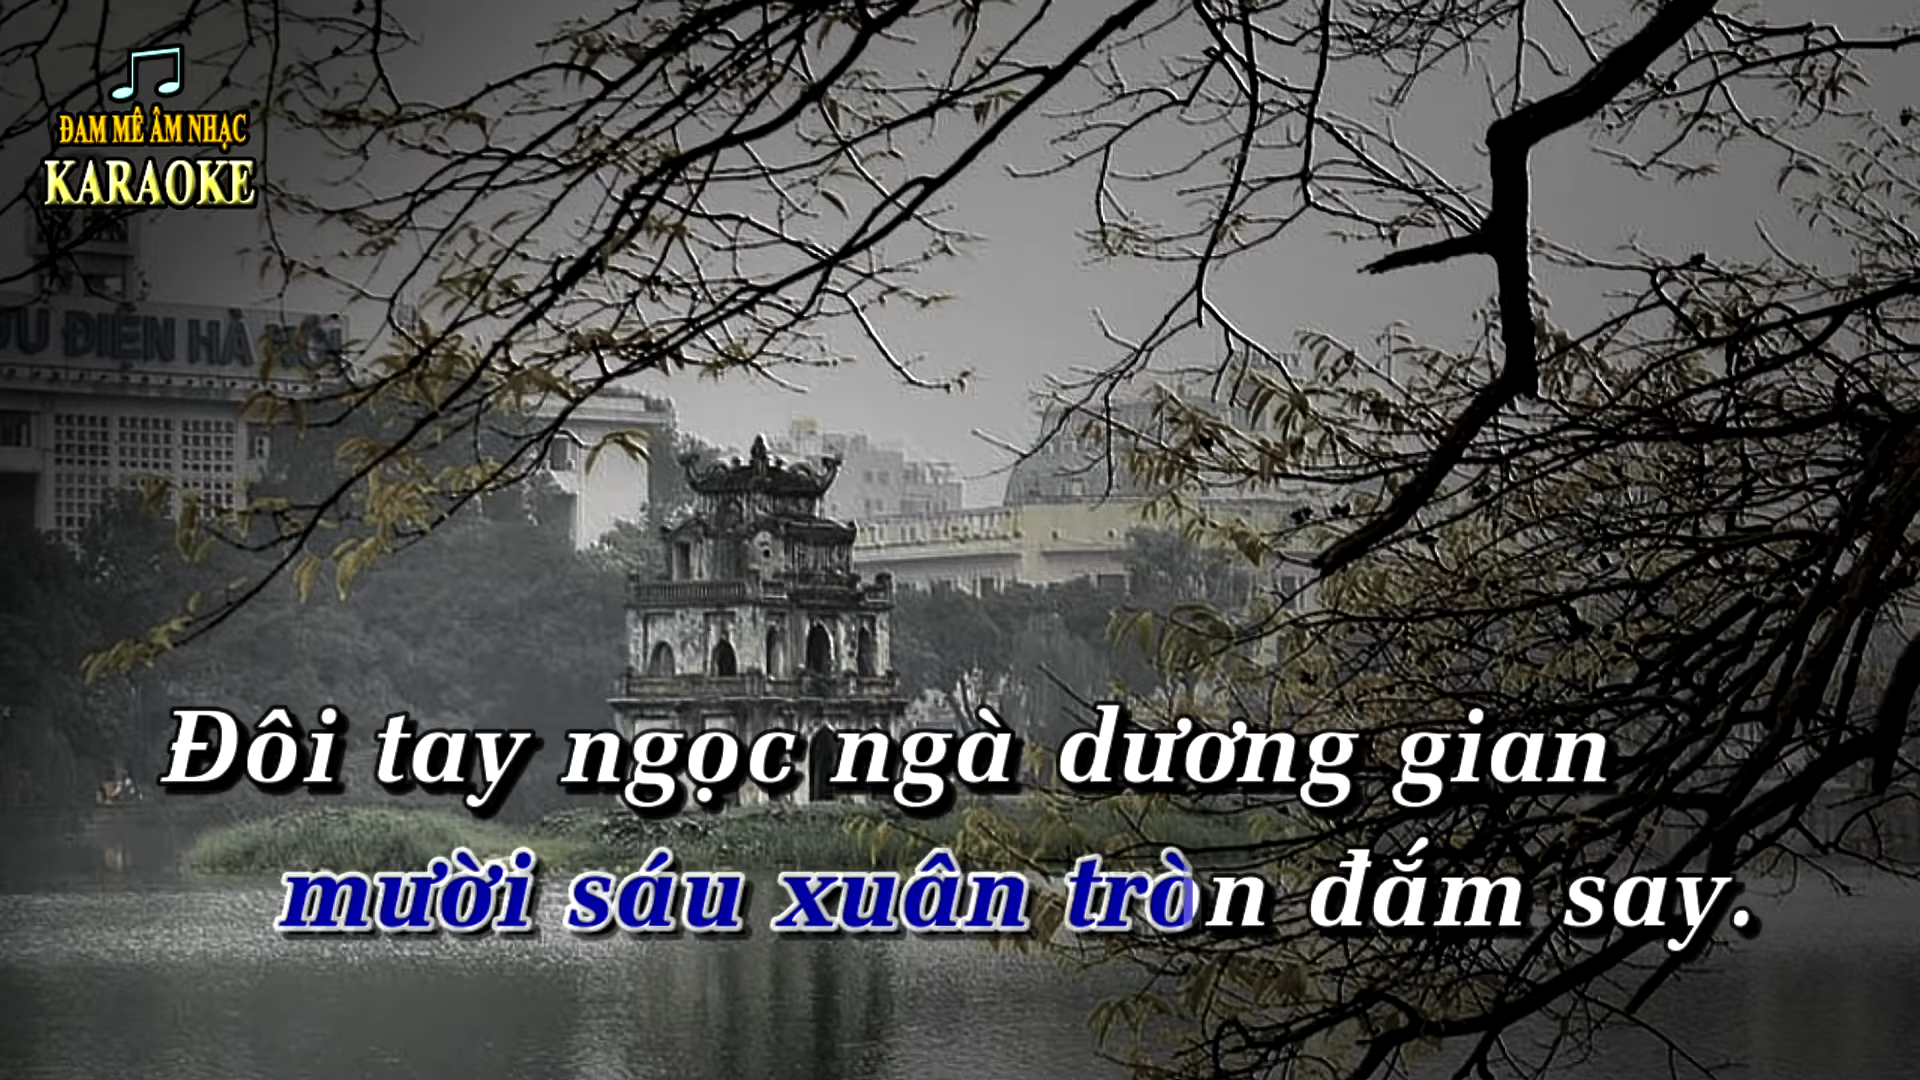 ĐAM MÊ ÂM NHẠC
KARAOKE
ƯU ĐIỆN HÀ NỘI
Đôi tay ngọc ngà dương gian
mười sáu xuân tròn đắm say.